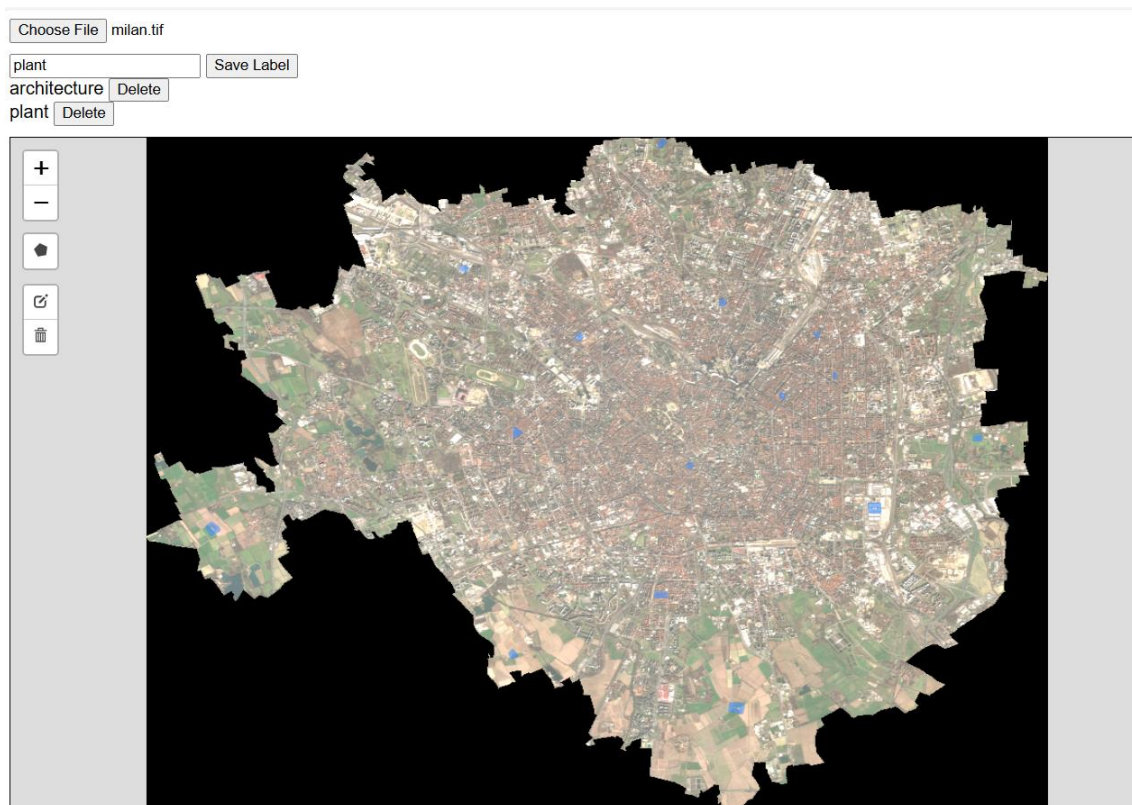 Choose File milan.tif
plant Save Label
architecture Delete
plant Delete
+
−